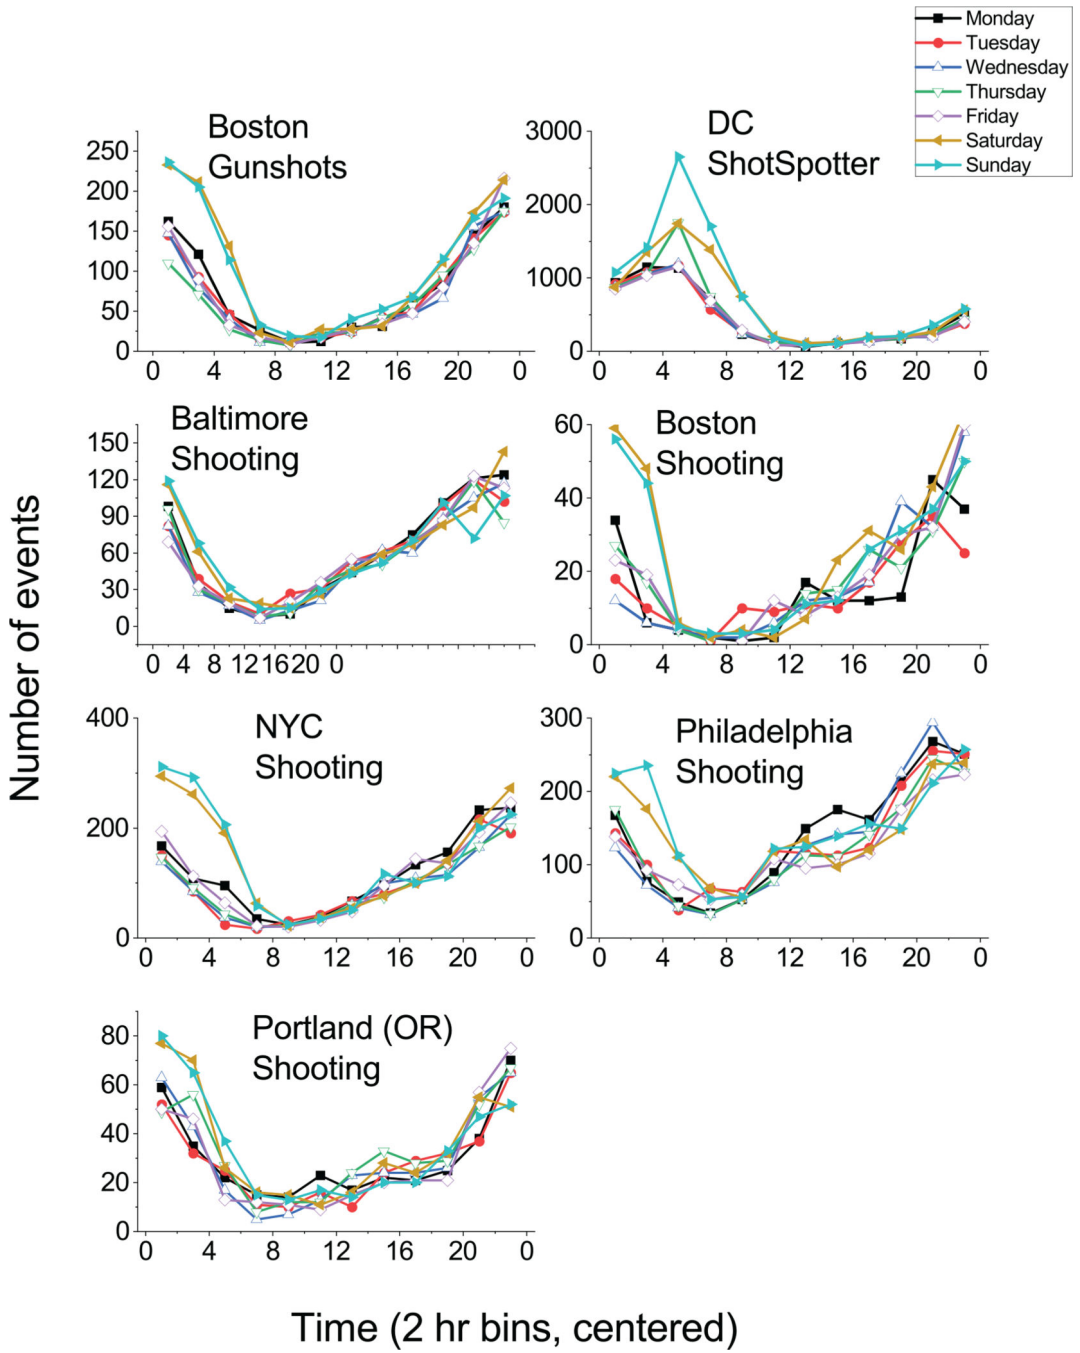 Monday
Tuesday
Wednesday
Thursday
Friday
Saturday
Sunday
Boston
Gunshots
250
200
150
100
50
0
0 4 8 12 16 20 0
DC
ShotSpotter
3000
2000
1000
0
0 4 8 12 16 20 0
Baltimore
Shooting
150
120
90
60
30
0
0 4 8 12 16 20 0
Boston
Shooting
60
40
20
0
0 4 8 12 16 20 0
NYC
Shooting
400
200
0
0 4 8 12 16 20 0
Philadelphia
Shooting
300
200
100
0
0 4 8 12 16 20 0
Portland (OR)
Shooting
80
60
40
20
0
0 4 8 12 16 20 0
Number of events
Time (2 hr bins, centered)